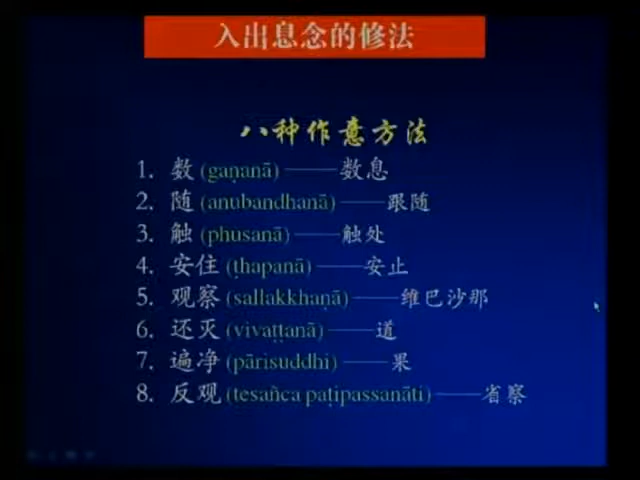 入出息念的修法
八种作意方法
1. 数 (gaṇanā) ——数息
2. 随 (anubandhanā) ——跟随
3. 触 (phusanā) ——触处
4. 安住 (ṭhapanā) ——安止
5. 观察 (sallakkhaṇā) ——维巴沙那
6. 还灭 (vivaṭṭanā) ——道
7. 遍净 (pārisuddhi) ——果
8. 反观 (tesañca paṭipassanāti) ——省察